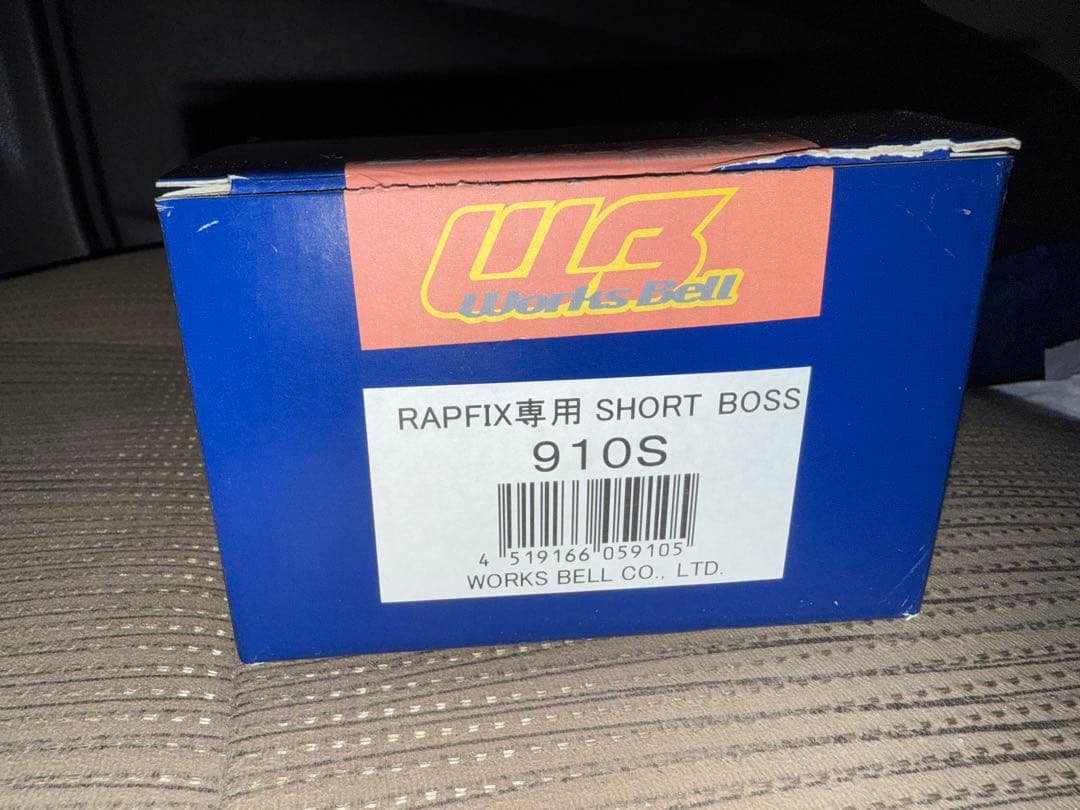 WB
Works Bell
RAPFIX専用 SHORT BOSS
910S
4 519166 059105
WORKS BELL CO., LTD.